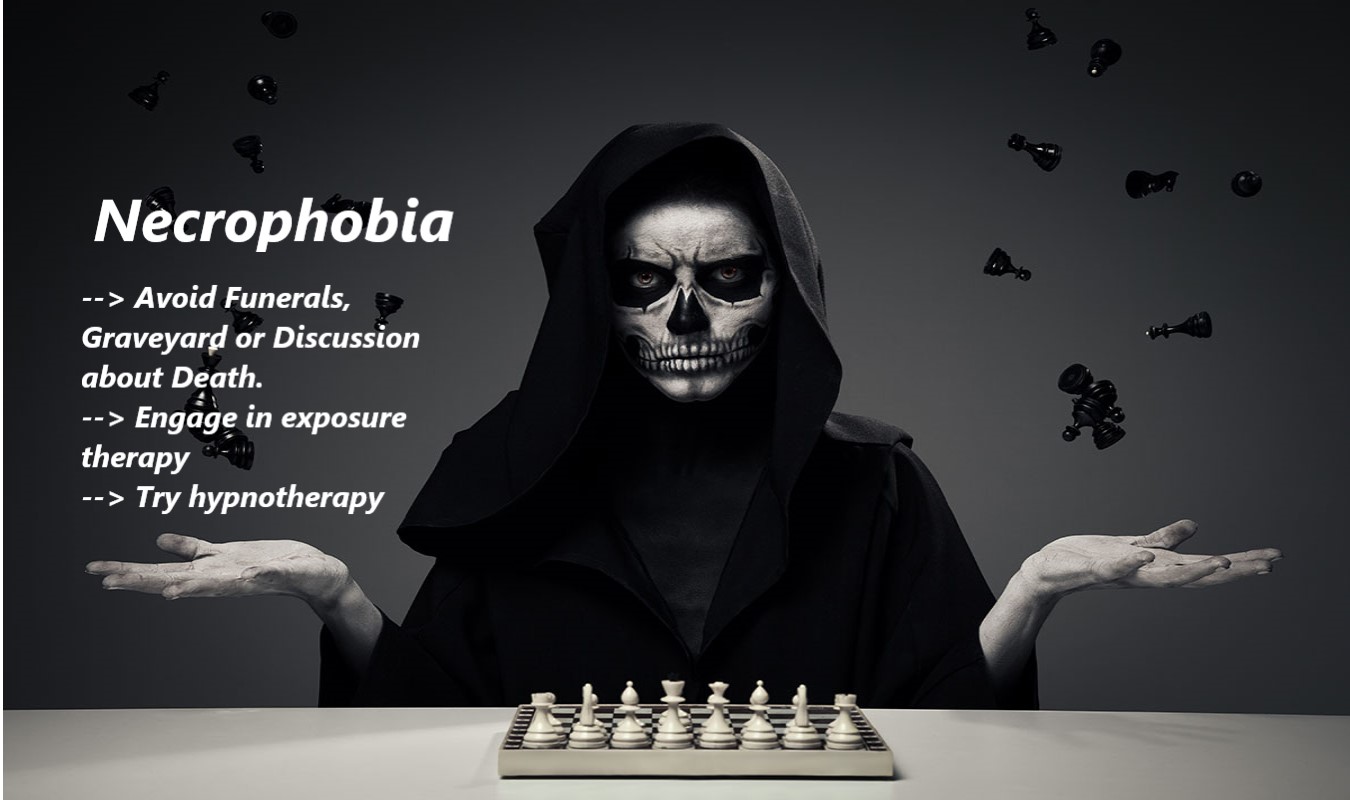 Necrophobia
--> Avoid Funerals,
Graveyard or Discussion
about Death.
--> Engage in exposure
therapy
--> Try hypnotherapy